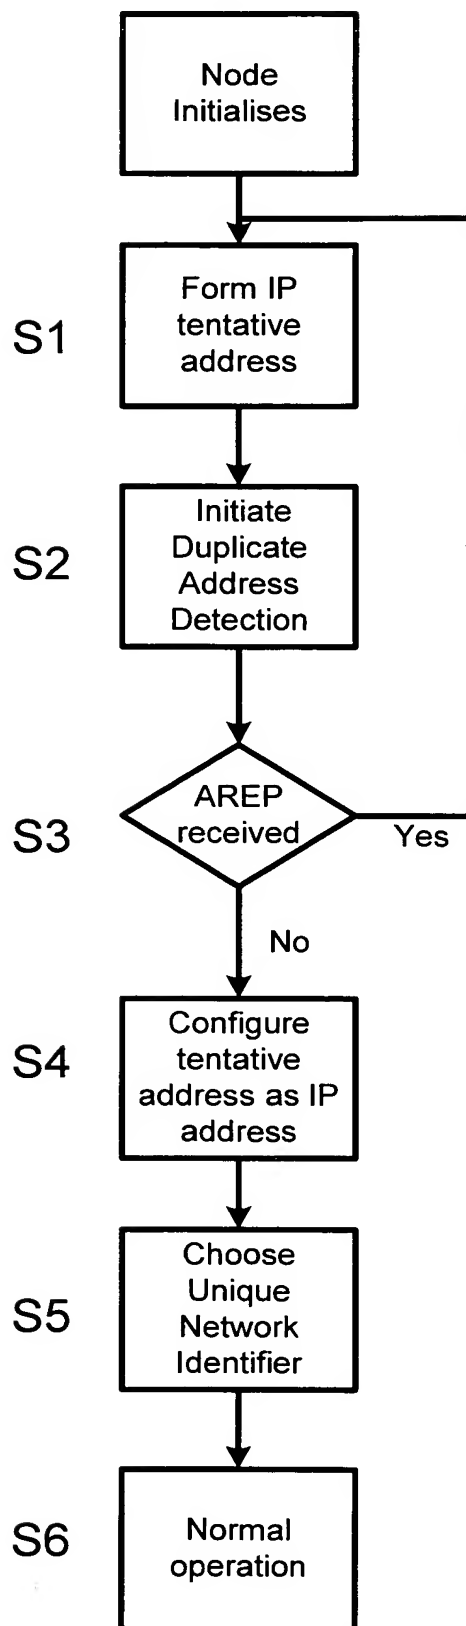 Node
Initialises
S1
Form IP
tentative
address
S2
Initiate
Duplicate
Address
Detection
S3
AREP
received
Yes
No
S4
Configure
tentative
address as IP
address
S5
Choose
Unique
Network
Identifier
S6
Normal
operation